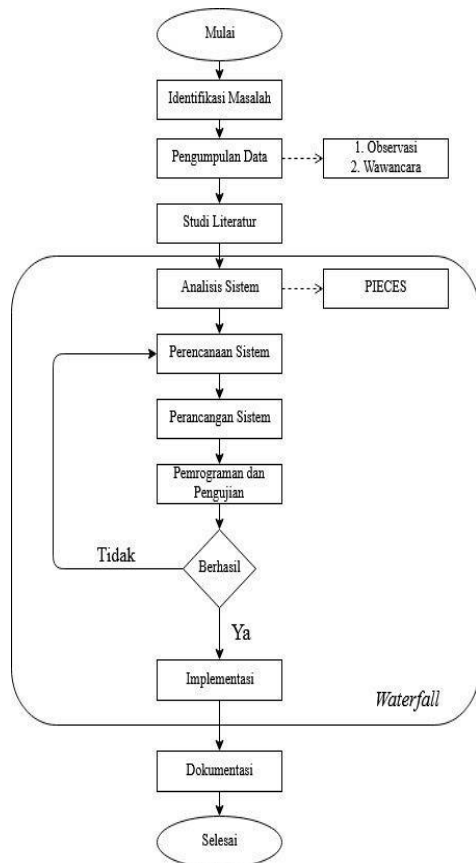 Mulai
Identifikasi Masalah
Pengumpulan Data
1. Observasi
2. Wawancara
Studi Literatur
Analisis Sistem
PIECES
Perencanaan Sistem
Perancangan Sistem
Pemrograman dan
Pengujian
Tidak
Berhasil
Ya
Implementasi
Waterfall
Dokumentasi
Selesai